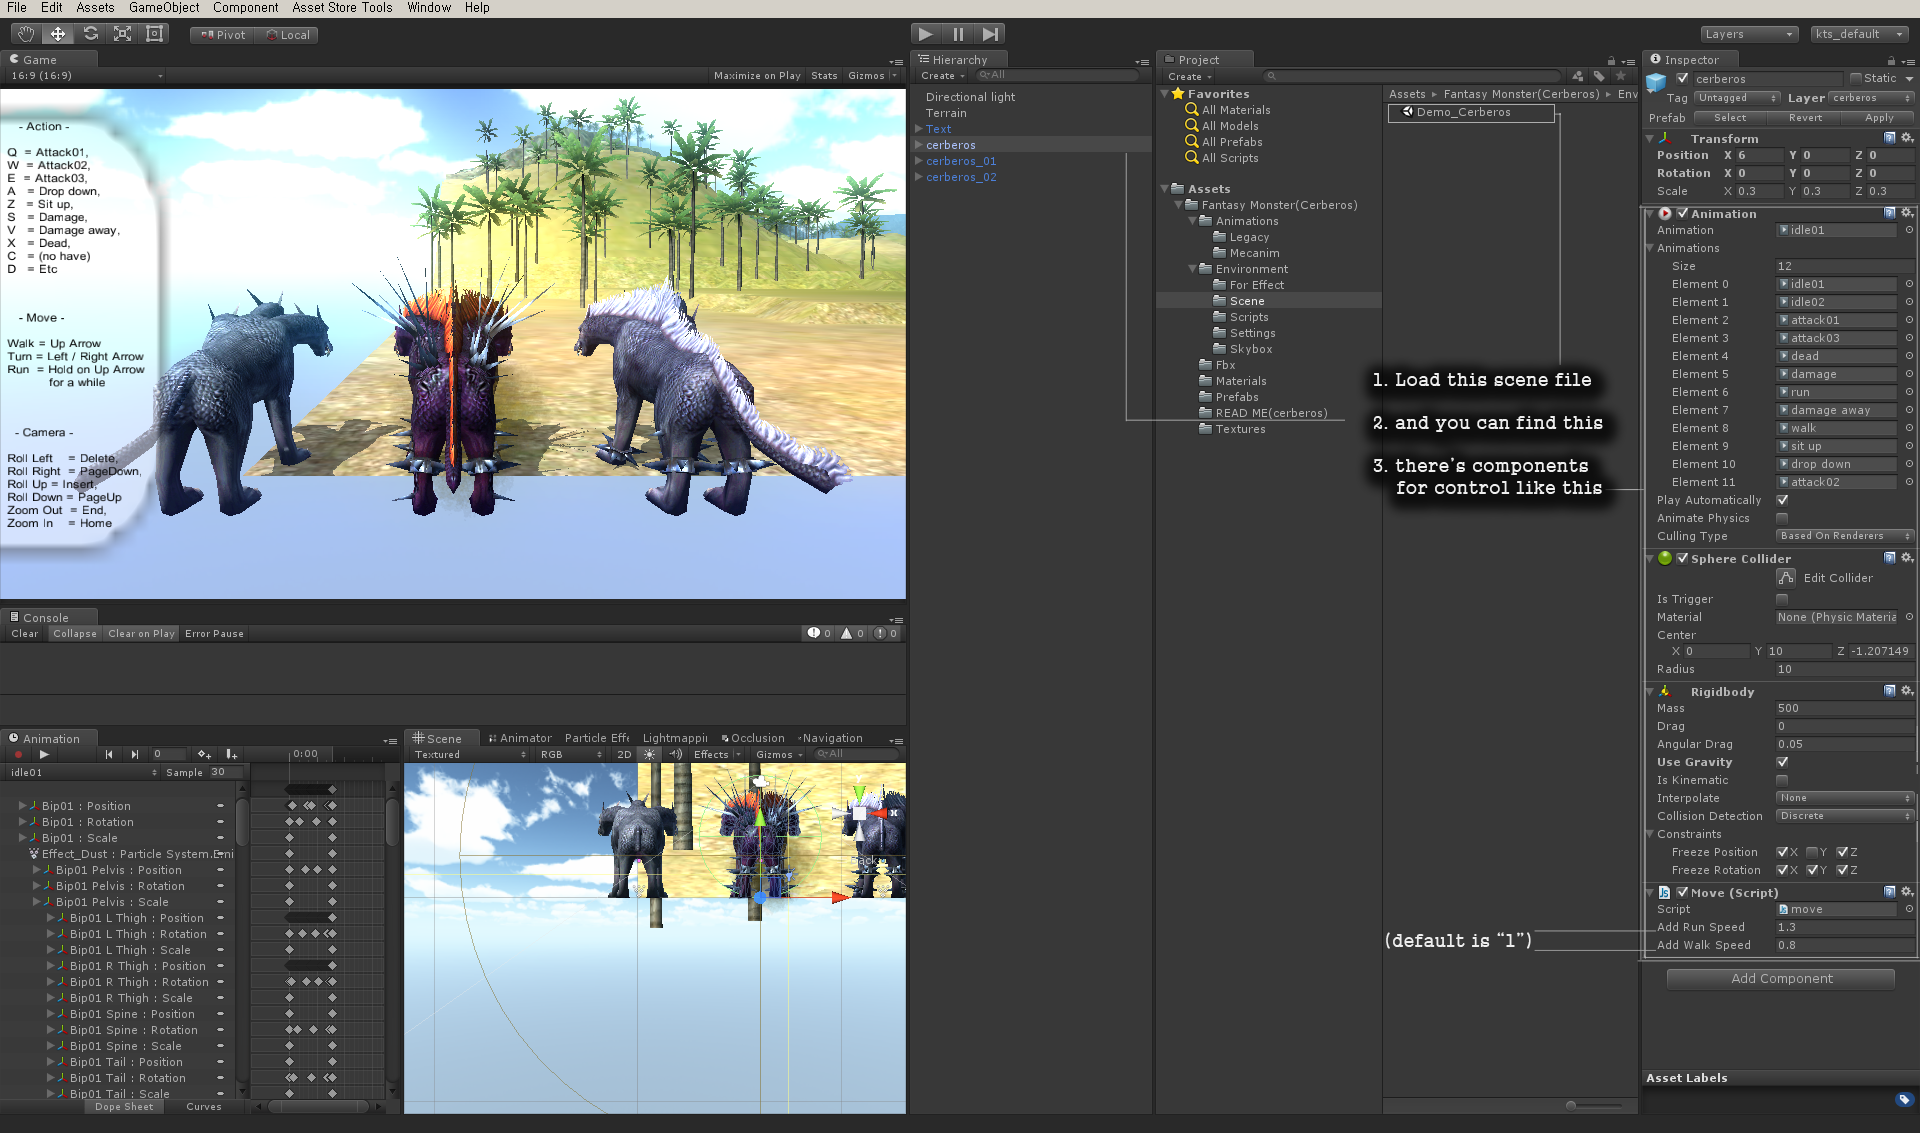 File Edit Assets GameObject Component Asset Store Tools Window Help
Pivot Local
Layers kts_default
Game
16:9 (16:9) Maximize on Play Stats Gizmos
- Action -
Q = Attack01,
W = Attack02,
E = Attack03,
A = Drop down,
Z = Sit up,
S = Damage,
V = Damage away,
X = Dead,
C = (no have)
D = Etc
- Move -
Walk = Up Arrow
Turn = Left / Right Arrow
Run = Hold on Up Arrow
for a while
- Camera -
Roll Left = Delete,
Roll Right = PageDown,
Roll Up = Insert,
Roll Down = PageUp
Zoom Out = End,
Zoom In = Home
Console
Clear Collapse Clear on Play Error Pause 0 0 0
Animation
0 0:00
idle01 Sample 30
Bip01 : Position
Bip01 : Rotation
Bip01 : Scale
Effect_Dust : Particle System.Emi
Bip01 Pelvis : Position
Bip01 Pelvis : Rotation
Bip01 Pelvis : Scale
Bip01 L Thigh : Position
Bip01 L Thigh : Rotation
Bip01 L Thigh : Scale
Bip01 R Thigh : Position
Bip01 R Thigh : Rotation
Bip01 R Thigh : Scale
Bip01 Spine : Position
Bip01 Spine : Rotation
Bip01 Spine : Scale
Bip01 Tail : Position
Bip01 Tail : Rotation
Bip01 Tail : Scale
Dope Sheet Curves
Scene Animator Particle Effe Lightmappin Occlusion Navigation
Textured RGB 2D Effects Gizmos All
Hierarchy
Create All
Directional light
Terrain
Text
cerberos
cerberos_01
cerberos_02
Project
Create
Favorites
All Materials
All Models
All Prefabs
All Scripts
Assets
Fantasy Monster(Cerberos)
Animations
Legacy
Mecanim
Environment
For Effect
Scene
Scripts
Settings
Skybox
Fbx
Materials
Prefabs
READ ME(cerberos)
Textures
Assets Fantasy Monster(Cerberos) Env
Demo_Cerberos
1. Load this scene file
2. and you can find this
3. there's components
for control like this
(default is "1")
Inspector
cerberos Static
Tag Untagged Layer cerberos
Prefab Select Revert Apply
Transform
Position X 6 Y 0 Z 0
Rotation X 0 Y 0 Z 0
Scale X 0.3 Y 0.3 Z 0.3
Animation
Animation idle01
Animations
Size 12
Element 0 idle01
Element 1 idle02
Element 2 attack01
Element 3 attack03
Element 4 dead
Element 5 damage
Element 6 run
Element 7 damage away
Element 8 walk
Element 9 sit up
Element 10 drop down
Element 11 attack02
Play Automatically
Animate Physics
Culling Type Based On Renderers
Sphere Collider
Edit Collider
Is Trigger
Material None (Physic Materia
Center
X 0 Y 10 Z -1.207149
Radius 10
Rigidbody
Mass 500
Drag 0
Angular Drag 0.05
Use Gravity
Is Kinematic
Interpolate None
Collision Detection Discrete
Constraints
Freeze Position X Y Z
Freeze Rotation X Y Z
Move (Script)
Script move
Add Run Speed 1.3
Add Walk Speed 0.8
Add Component
Asset Labels